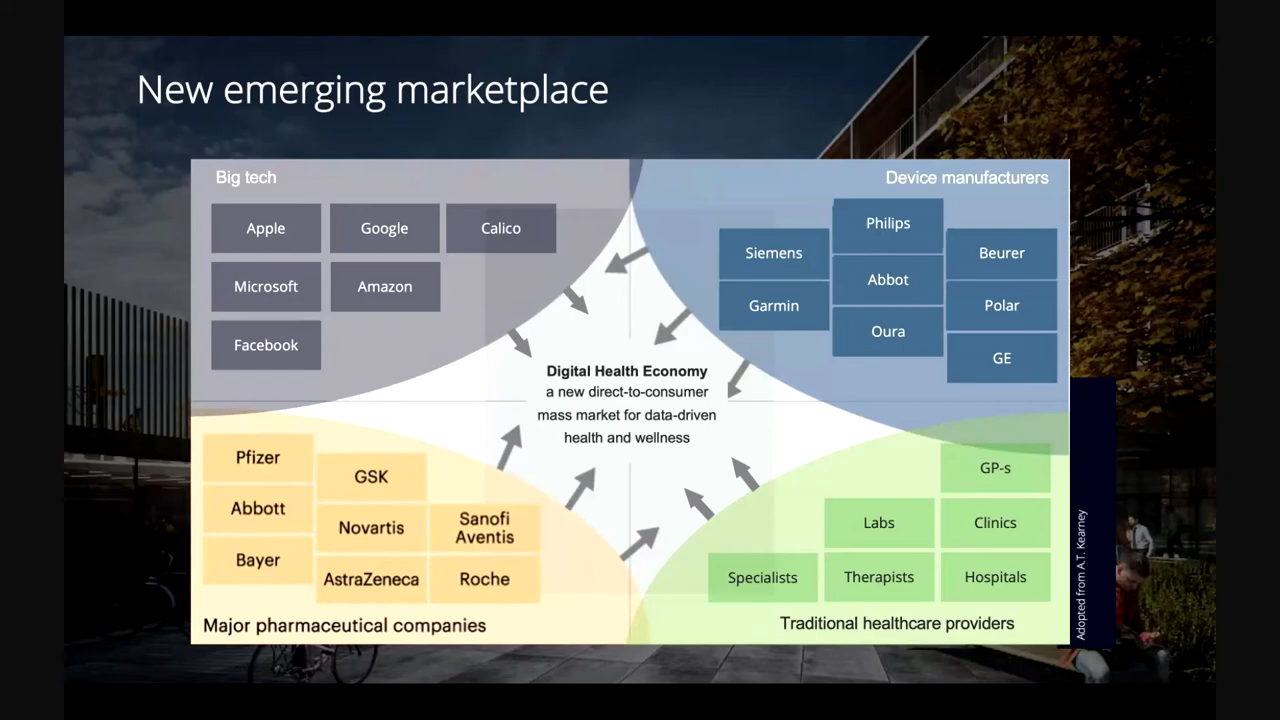 New emerging marketplace
Big tech
Apple
Google
Calico
Microsoft
Amazon
Facebook
Device manufacturers
Philips
Siemens
Beurer
Abbot
Garmin
Polar
Oura
GE
Digital Health Economy
a new direct-to-consumer
mass market for data-driven
health and wellness
Pfizer
GSK
Abbott
Novartis
Sanofi
Aventis
Bayer
AstraZeneca
Roche
Major pharmaceutical companies
GP-s
Labs
Clinics
Specialists
Therapists
Hospitals
Traditional healthcare providers
Adopted from A.T. Kearney